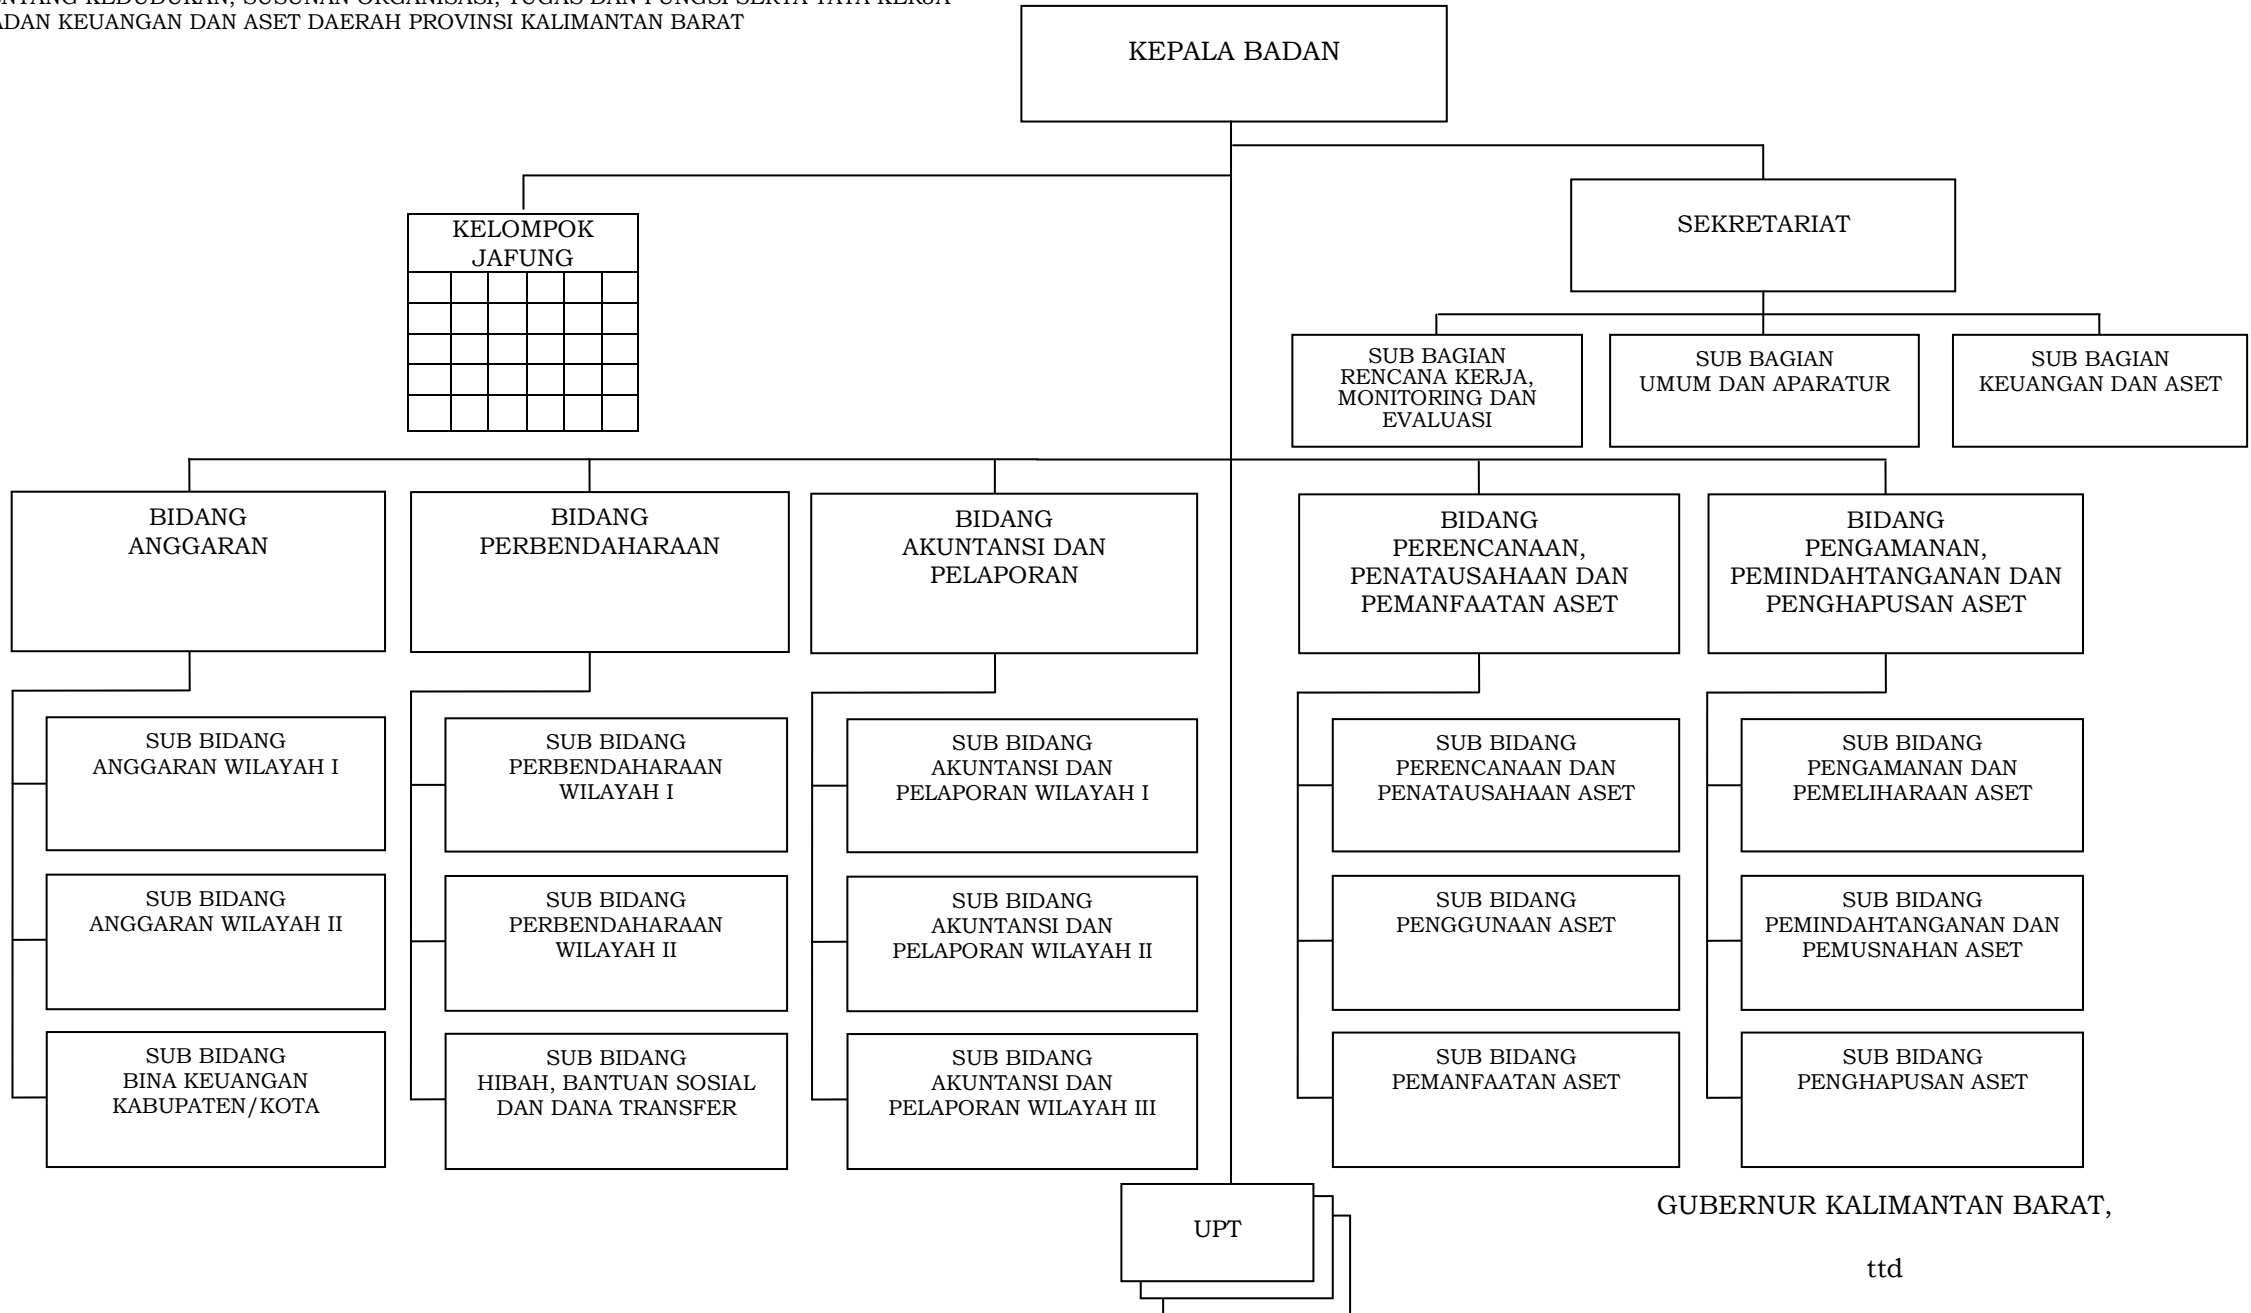 KEDUDUKAN, SUSUNAN ORGANISASI, TUGAS DAN FUNGSI SERTA TATA KERJA
KEUANGAN DAN ASET DAERAH PROVINSI KALIMANTAN BARAT
KEPALA BADAN
KELOMPOK
JAFUNG
SEKRETARIAT
SUB BAGIAN
RENCANA KERJA,
MONITORING DAN
EVALUASI
SUB BAGIAN
UMUM DAN APARATUR
SUB BAGIAN
KEUANGAN DAN ASET
BIDANG
ANGGARAN
BIDANG
PERBENDAHARAAN
BIDANG
AKUNTANSI DAN
PELAPORAN
BIDANG
PERENCANAAN,
PENATAUSAHAAN DAN
PEMANFAATAN ASET
BIDANG
PENGAMANAN,
PEMINDAHTANGANAN DAN
PENGHAPUSAN ASET
SUB BIDANG
ANGGARAN WILAYAH I
SUB BIDANG
PERBENDAHARAAN
WILAYAH I
SUB BIDANG
AKUNTANSI DAN
PELAPORAN WILAYAH I
SUB BIDANG
PERENCANAAN DAN
PENATAUSAHAAN ASET
SUB BIDANG
PENGAMANAN DAN
PEMELIHARAAN ASET
SUB BIDANG
ANGGARAN WILAYAH II
SUB BIDANG
PERBENDAHARAAN
WILAYAH II
SUB BIDANG
AKUNTANSI DAN
PELAPORAN WILAYAH II
SUB BIDANG
PENGGUNAAN ASET
SUB BIDANG
PEMINDAHTANGANAN DAN
PEMUSNAHAN ASET
SUB BIDANG
BINA KEUANGAN
KABUPATEN/KOTA
SUB BIDANG
HIBAH, BANTUAN SOSIAL
DAN DANA TRANSFER
SUB BIDANG
AKUNTANSI DAN
PELAPORAN WILAYAH III
SUB BIDANG
PEMANFAATAN ASET
SUB BIDANG
PENGHAPUSAN ASET
UPT
GUBERNUR KALIMANTAN BARAT,
ttd